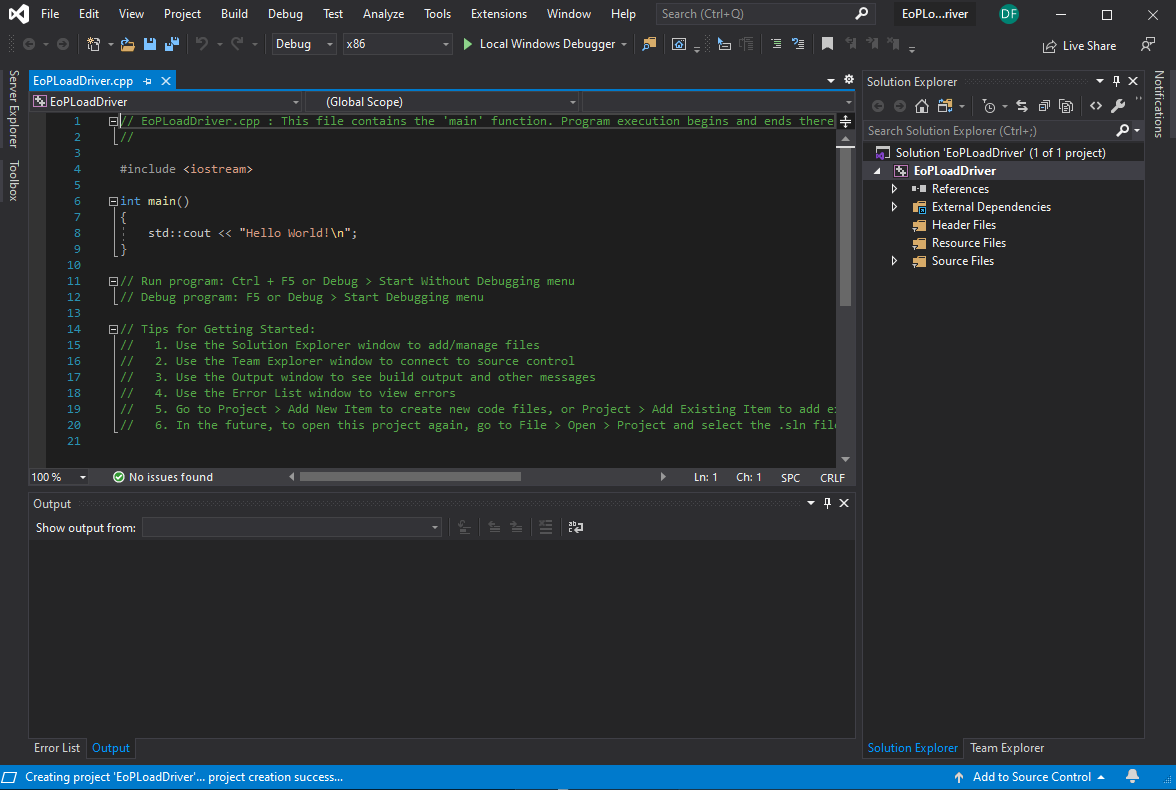 File Edit View Project Build Debug Test Analyze Tools Extensions Window Help Search (Ctrl+Q) EoPLo...river DF
Debug x86 Local Windows Debugger Live Share
Server Explorer
Toolbox
EoPLoadDriver.cpp
EoPLoadDriver (Global Scope)
1 // EoPLoadDriver.cpp : This file contains the 'main' function. Program execution begins and ends there
2 //
3
4 #include <iostream>
5
6 int main()
7 {
8 std::cout << "Hello World!\n";
9 }
10
11 // Run program: Ctrl + F5 or Debug > Start Without Debugging menu
12 // Debug program: F5 or Debug > Start Debugging menu
13
14 // Tips for Getting Started:
15 // 1. Use the Solution Explorer window to add/manage files
16 // 2. Use the Team Explorer window to connect to source control
17 // 3. Use the Output window to see build output and other messages
18 // 4. Use the Error List window to view errors
19 // 5. Go to Project > Add New Item to create new code files, or Project > Add Existing Item to add e
20 // 6. In the future, to open this project again, go to File > Open > Project and select the .sln fil
21
100 % No issues found Ln: 1 Ch: 1 SPC CRLF
Output
Show output from:
Error List Output
Solution Explorer
Search Solution Explorer (Ctrl+;)
Solution 'EoPLoadDriver' (1 of 1 project)
EoPLoadDriver
References
External Dependencies
Header Files
Resource Files
Source Files
Solution Explorer Team Explorer
Notifications
Creating project 'EoPLoadDriver'... project creation success... Add to Source Control